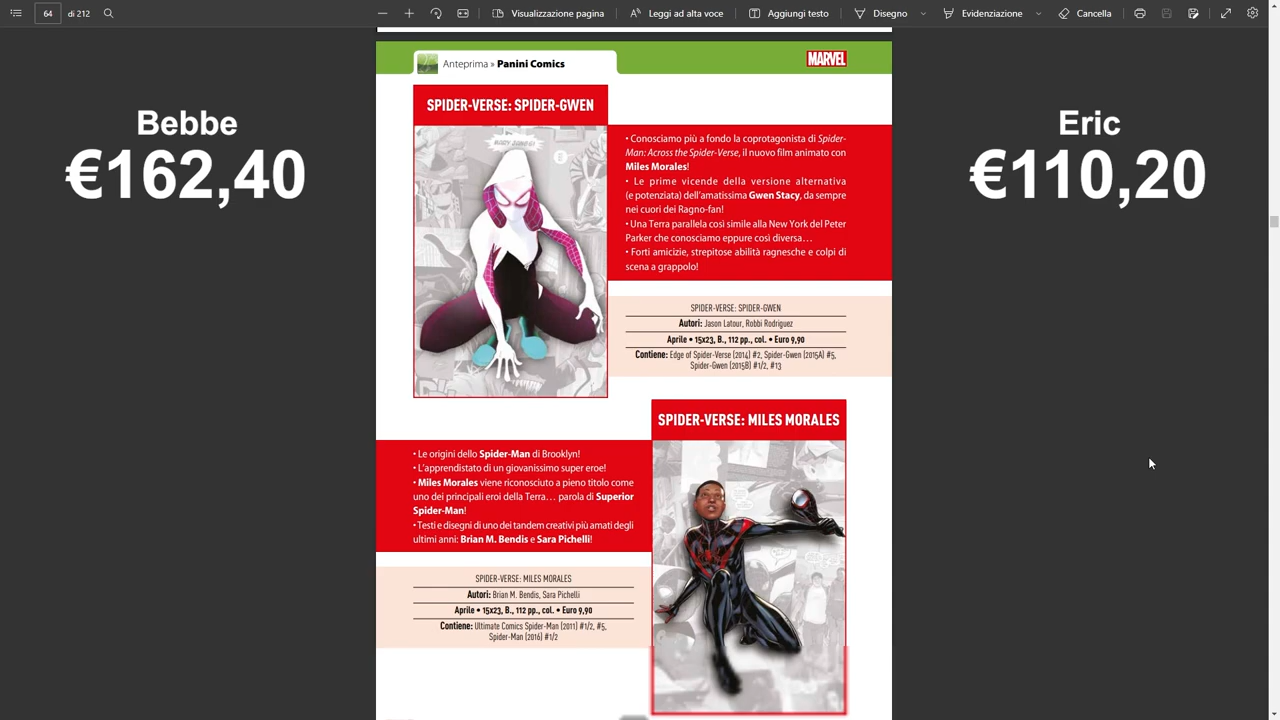 64
di 212
Disegno
Evidenziazione
Cancella
Anteprima » Panini Comics
MARVEL
Bebbe
€162,40
Eric
€110,20
SPIDER-VERSE: SPIDER-GWEN
• Conosciamo più a fondo la coprotagonista di Spider-
Man: Across the Spider-Verse, il nuovo film animato con
Miles Morales!
• Le prime vicende della versione alternativa
(e potenziata) dell'amatissima Gwen Stacy, da sempre
nei cuori dei Ragno-fan!
• Una Terra parallela così simile alla New York del Peter
Parker che conosciamo eppure così diversa…
• Forti amicizie, strepitose abilità ragnesche e colpi di
scena a grappolo!
SPIDER-VERSE: SPIDER-GWEN
Autori: Jason Latour, Robbi Rodriguez
Aprile • 15x23, B., 112 pp., col. • Euro 9,90
Contiene: Edge of Spider-Verse (2014) #2, Spider-Gwen (2015A) #5,
Spider-Gwen (2015B) #1/2, #13
SPIDER-VERSE: MILES MORALES
• Le origini dello Spider-Man di Brooklyn!
• L'apprendistato di un giovanissimo super eroe!
• Miles Morales viene riconosciuto a pieno titolo come
uno dei principali eroi della Terra… parola di Superior
Spider-Man!
• Testi e disegni di uno dei tandem creativi più amati degli
ultimi anni: Brian M. Bendis e Sara Pichelli!
SPIDER-VERSE: MILES MORALES
Autori: Brian M. Bendis, Sara Pichelli
Aprile • 15x23, B., 112 pp., col. • Euro 9,90
Contiene: Ultimate Comics Spider-Man (2011) #1/2, #5,
Spider-Man (2016) #1/2